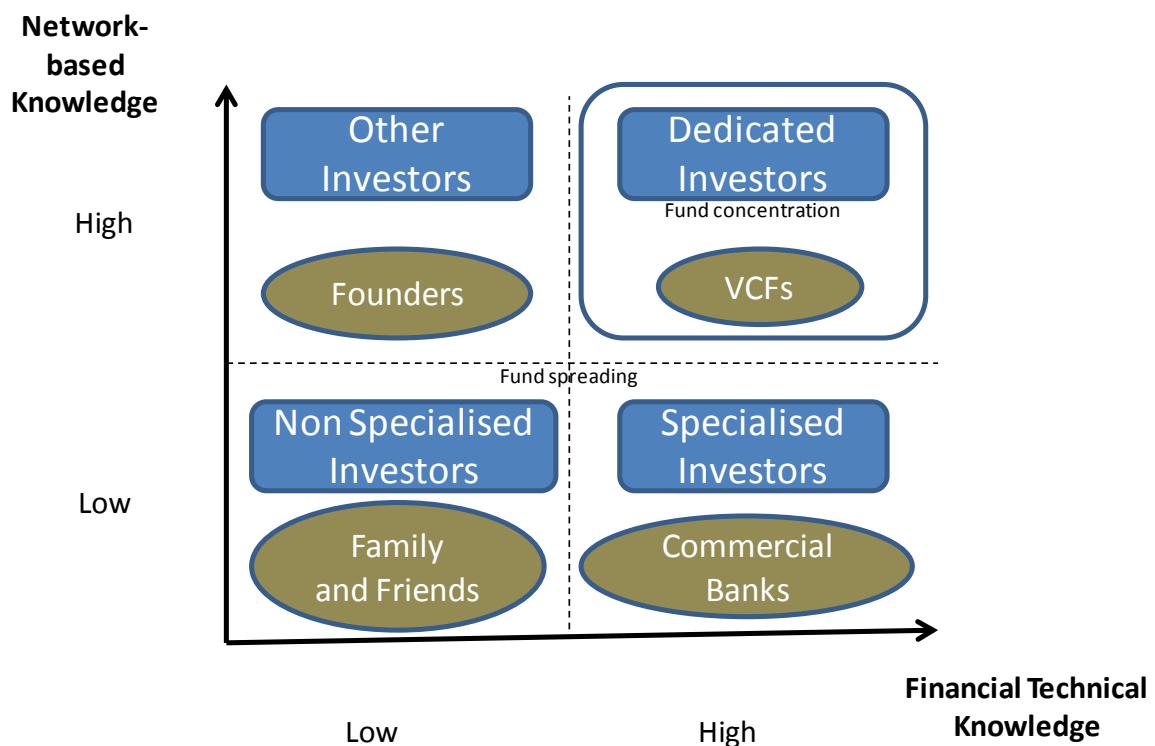 Network-
based
Knowledge
Other
Investors
Dedicated
Investors
Fund concentration
High
Founders
VCFs
Fund spreading
Non Specialised
Investors
Specialised
Investors
Low
Family
and Friends
Commercial
Banks
Financial Technical
Knowledge
Low
High